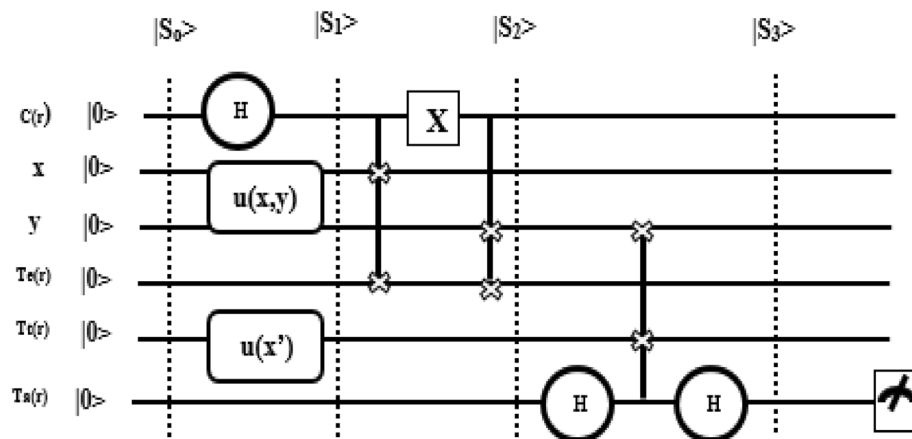 |S₀> |S₁> |S₂> |S₃>
C(r) |0> H X
x |0>
u(x,y)
y |0>
Te(r) |0>
Tt(r) |0> u(x’)
Ta(r) |0> H H